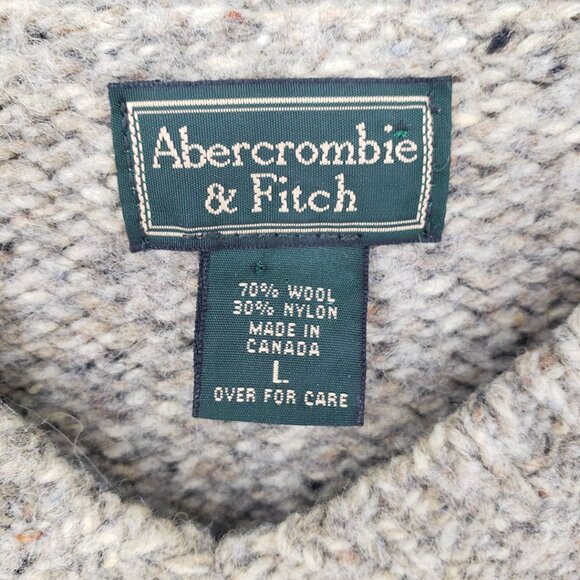 Abercrombie
& Fitch
70% WOOL
30% NYLON
MADE IN
CANADA
L
OVER FOR CARE